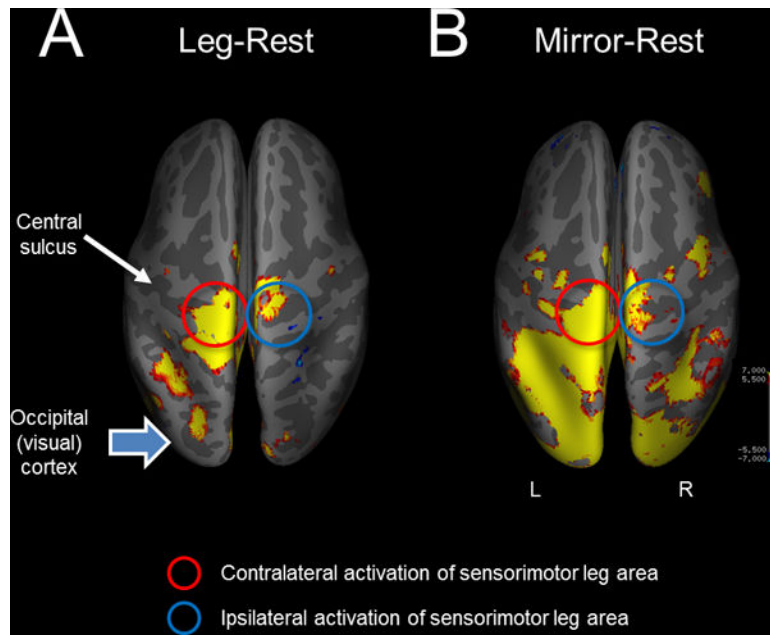 A
Leg-Rest
B
Mirror-Rest
Central
sulcus
Occipital
(visual)
cortex
7.000
5.500
-5.500
-7.000
L
R
Contralateral activation of sensorimotor leg area
Ipsilateral activation of sensorimotor leg area